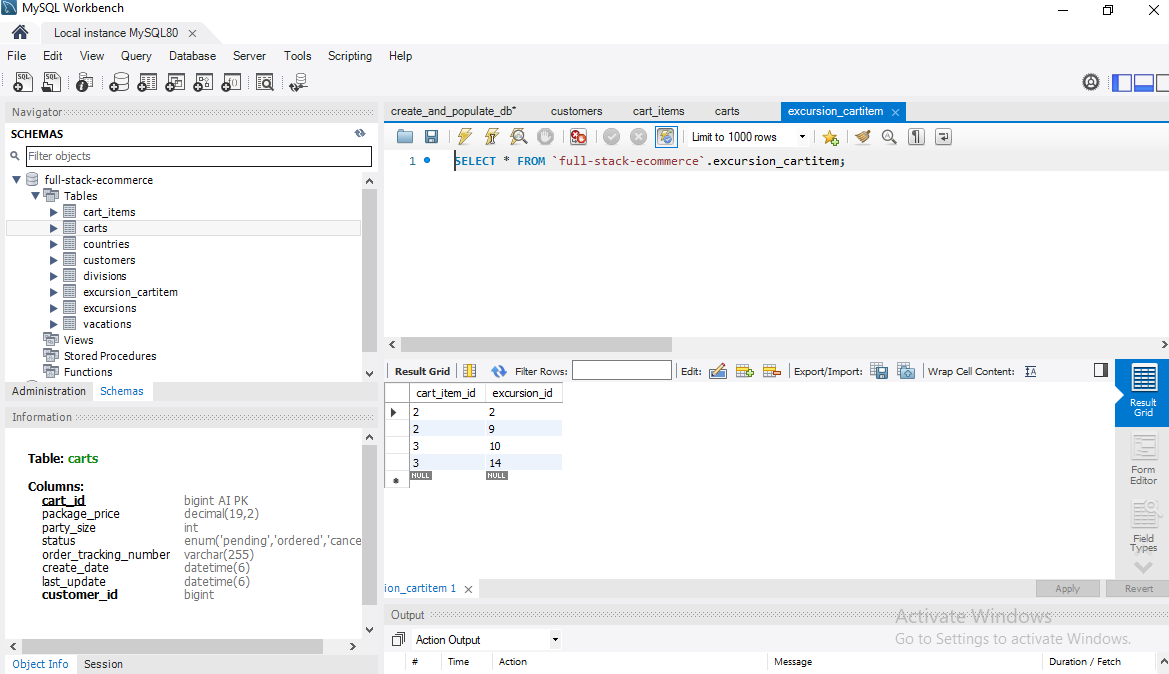 MySQL Workbench
Local instance MySQL80
File Edit View Query Database Server Tools Scripting Help
Navigator
SCHEMAS
Filter objects
full-stack-ecommerce
Tables
cart_items
carts
countries
customers
divisions
excursion_cartitem
excursions
vacations
Views
Stored Procedures
Functions
Administration Schemas
Information
Table: carts
Columns:
cart_id bigint AI PK
package_price decimal(19,2)
party_size int
status enum('pending','ordered','cance
order_tracking_number varchar(255)
create_date datetime(6)
last_update datetime(6)
customer_id bigint
Object Info Session
create_and_populate_db* customers cart_items carts excursion_cartitem
Limit to 1000 rows
1 SELECT * FROM `full-stack-ecommerce`.excursion_cartitem;
Result Grid Filter Rows: Edit: Export/Import: Wrap Cell Content:
cart_item_id excursion_id
2 2
2 9
3 10
3 14
NULL NULL
Result
Grid
Form
Editor
Field
Types
ion_cartitem 1
Apply Revert
Output
Activate Windows
Go to Settings to activate Windows.
Action Output
# Time Action Message Duration / Fetch